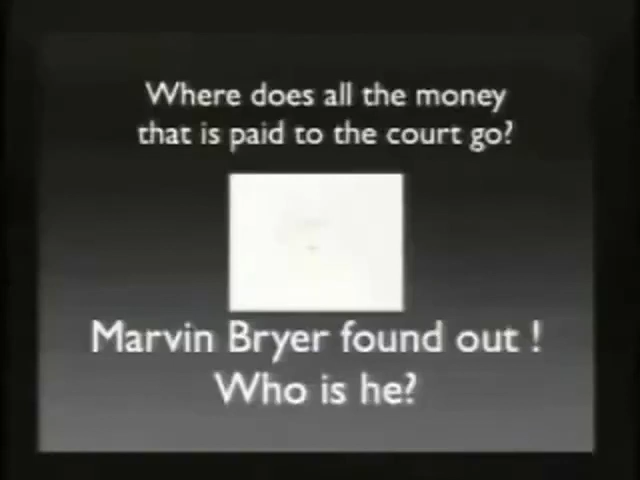 Where does all the money
that is paid to the court go?
Marvin Bryer found out !
Who is he?